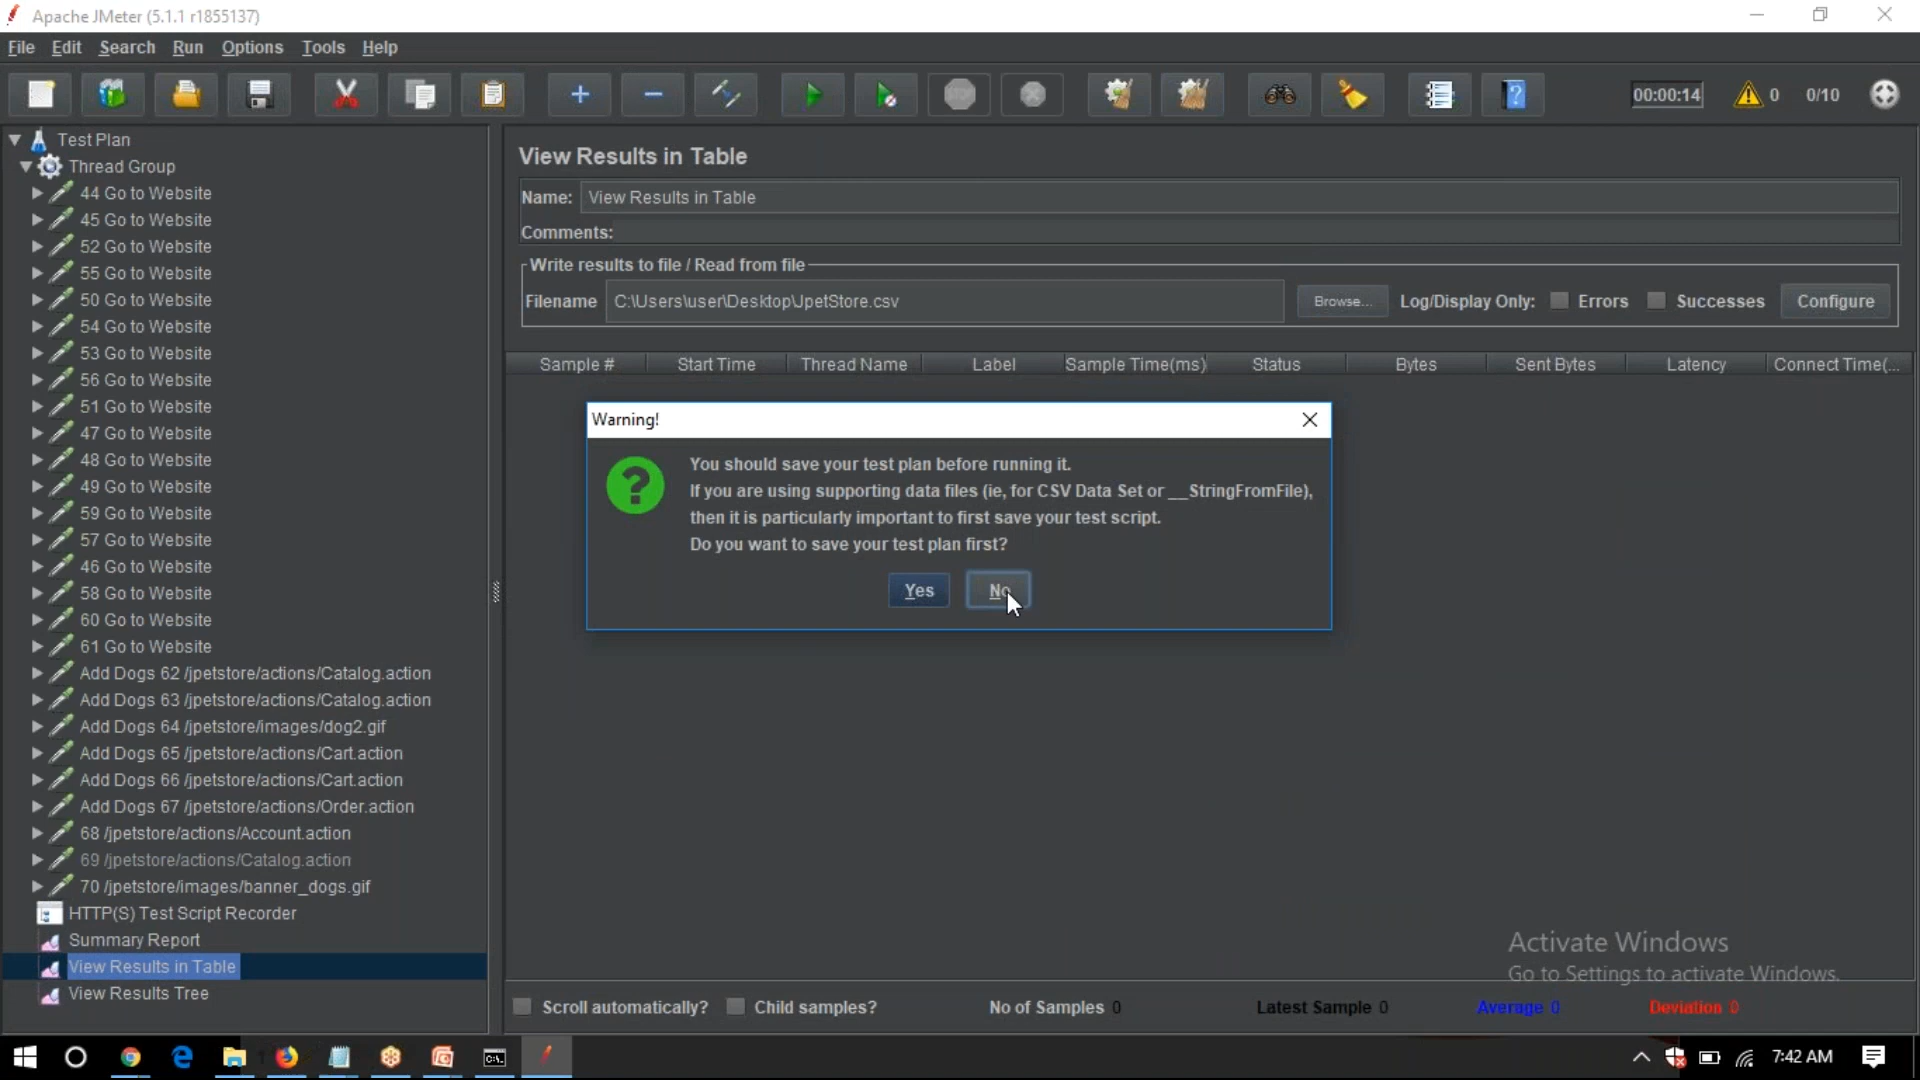 Apache JMeter (5.1.1 r1855137)
File Edit Search Run Options Tools Help
00:00:14 0 0/10
Test Plan
Thread Group
44 Go to Website
45 Go to Website
52 Go to Website
55 Go to Website
50 Go to Website
54 Go to Website
53 Go to Website
56 Go to Website
51 Go to Website
47 Go to Website
48 Go to Website
49 Go to Website
59 Go to Website
57 Go to Website
46 Go to Website
58 Go to Website
60 Go to Website
61 Go to Website
Add Dogs 62 /jpetstore/actions/Catalog.action
Add Dogs 63 /jpetstore/actions/Catalog.action
Add Dogs 64 /jpetstore/images/dog2.gif
Add Dogs 65 /jpetstore/actions/Cart.action
Add Dogs 66 /jpetstore/actions/Cart.action
Add Dogs 67 /jpetstore/actions/Order.action
68 /jpetstore/actions/Account.action
69 /jpetstore/actions/Catalog.action
70 /jpetstore/images/banner_dogs.gif
HTTP(S) Test Script Recorder
Summary Report
View Results in Table
View Results Tree
View Results in Table
Name: View Results in Table
Comments:
Write results to file / Read from file
Filename C:\Users\user\Desktop\JpetStore.csv Browse... Log/Display Only: Errors Successes Configure
Sample # Start Time Thread Name Label Sample Time(ms) Status Bytes Sent Bytes Latency Connect Time(...
Warning!
You should save your test plan before running it.
If you are using supporting data files (ie, for CSV Data Set or __StringFromFile),
then it is particularly important to first save your test script.
Do you want to save your test plan first?
Yes No
Activate Windows
Go to Settings to activate Windows.
Scroll automatically? Child samples? No of Samples 0 Latest Sample 0 Average 0 Deviation 0
7:42 AM